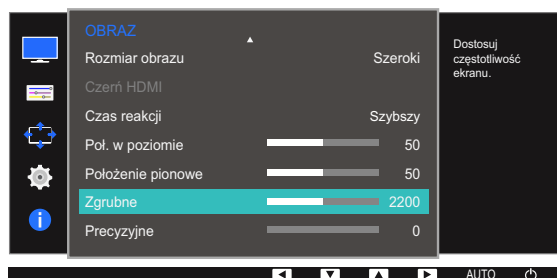 OBRAZ
Rozmiar obrazu Szeroki
Czerń HDMI
Czas reakcji Szybszy
Poł. w poziomie 50
Położenie pionowe 50
Zgrubne 2200
Precyzyjne 0
Dostosuj
częstotliwość
ekranu.
AUTO